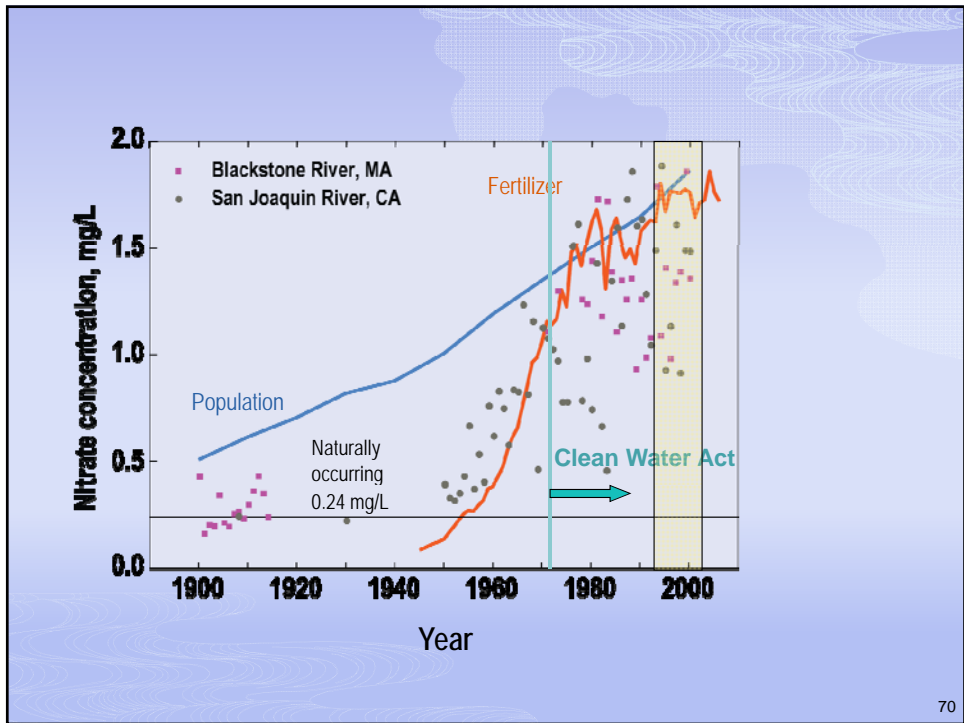 2.0
1.5
1.0
0.5
0.0
Nitrate concentration, mg/L
Blackstone River, MA
San Joaquin River, CA
Fertilizer
Population
Naturally
occurring
0.24 mg/L
Clean Water Act
1900 1920 1940 1960 1980 2000
Year
70